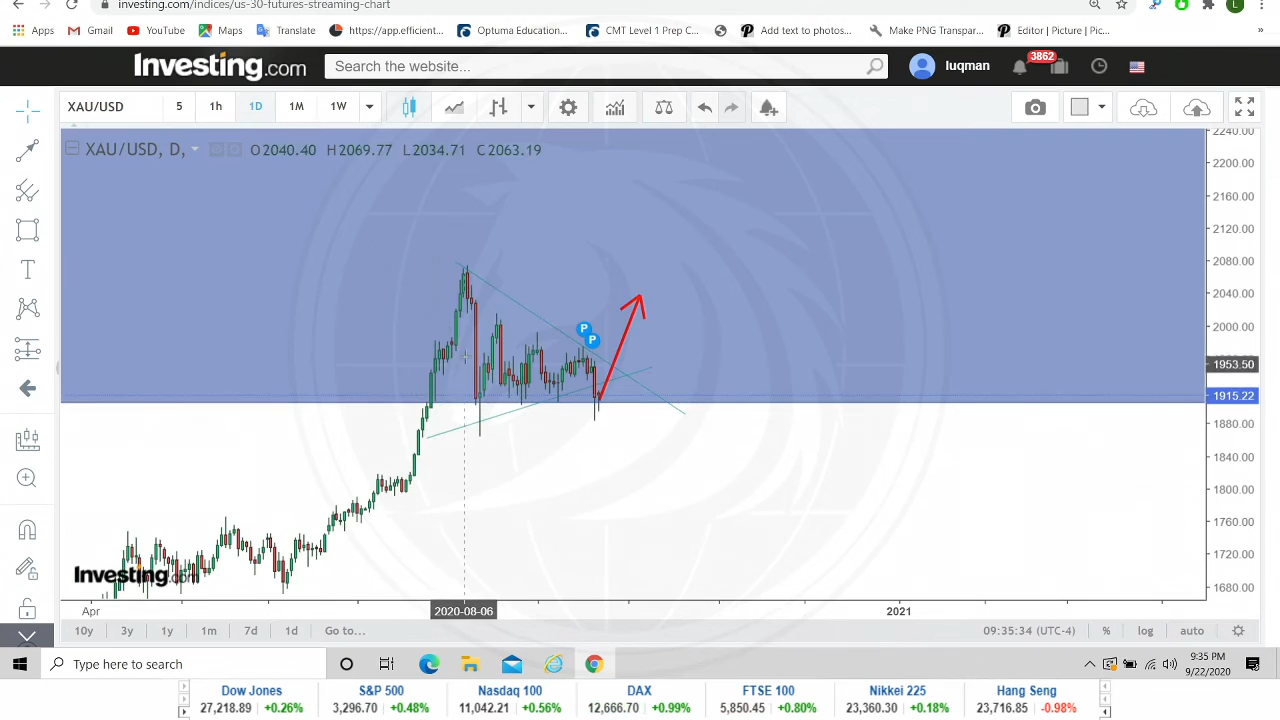 investing.com/indices/us-30-futures-streaming-chart
L
Apps Gmail YouTube Maps Translate https://app.efficient... Optuma Education... CMT Level 1 Prep C... Add text to photos... Make PNG Transpar... Editor | Picture | Pic... »
Investing.com Search the website... luqman 3862
XAU/USD 5 1h 1D 1M 1W
XAU/USD, D, O2040.40 H2069.77 L2034.71 C2063.19
2240.00
2200.00
2160.00
2120.00
2080.00
2040.00
P
P
2000.00
1953.50
1915.22
1880.00
1840.00
1800.00
1760.00
1720.00
1680.00
Investing.com
Apr 2020-08-06 2021
10y 3y 1y 1m 7d 1d Go to... 09:35:34 (UTC-4) % log auto
Type here to search
9:35 PM
9/22/2020
Dow Jones S&P 500 Nasdaq 100 DAX FTSE 100 Nikkei 225 Hang Seng
27,218.89 +0.26% 3,296.70 +0.48% 11,042.21 +0.56% 12,666.70 +0.99% 5,850.45 +0.80% 23,360.30 +0.18% 23,716.85 -0.98%